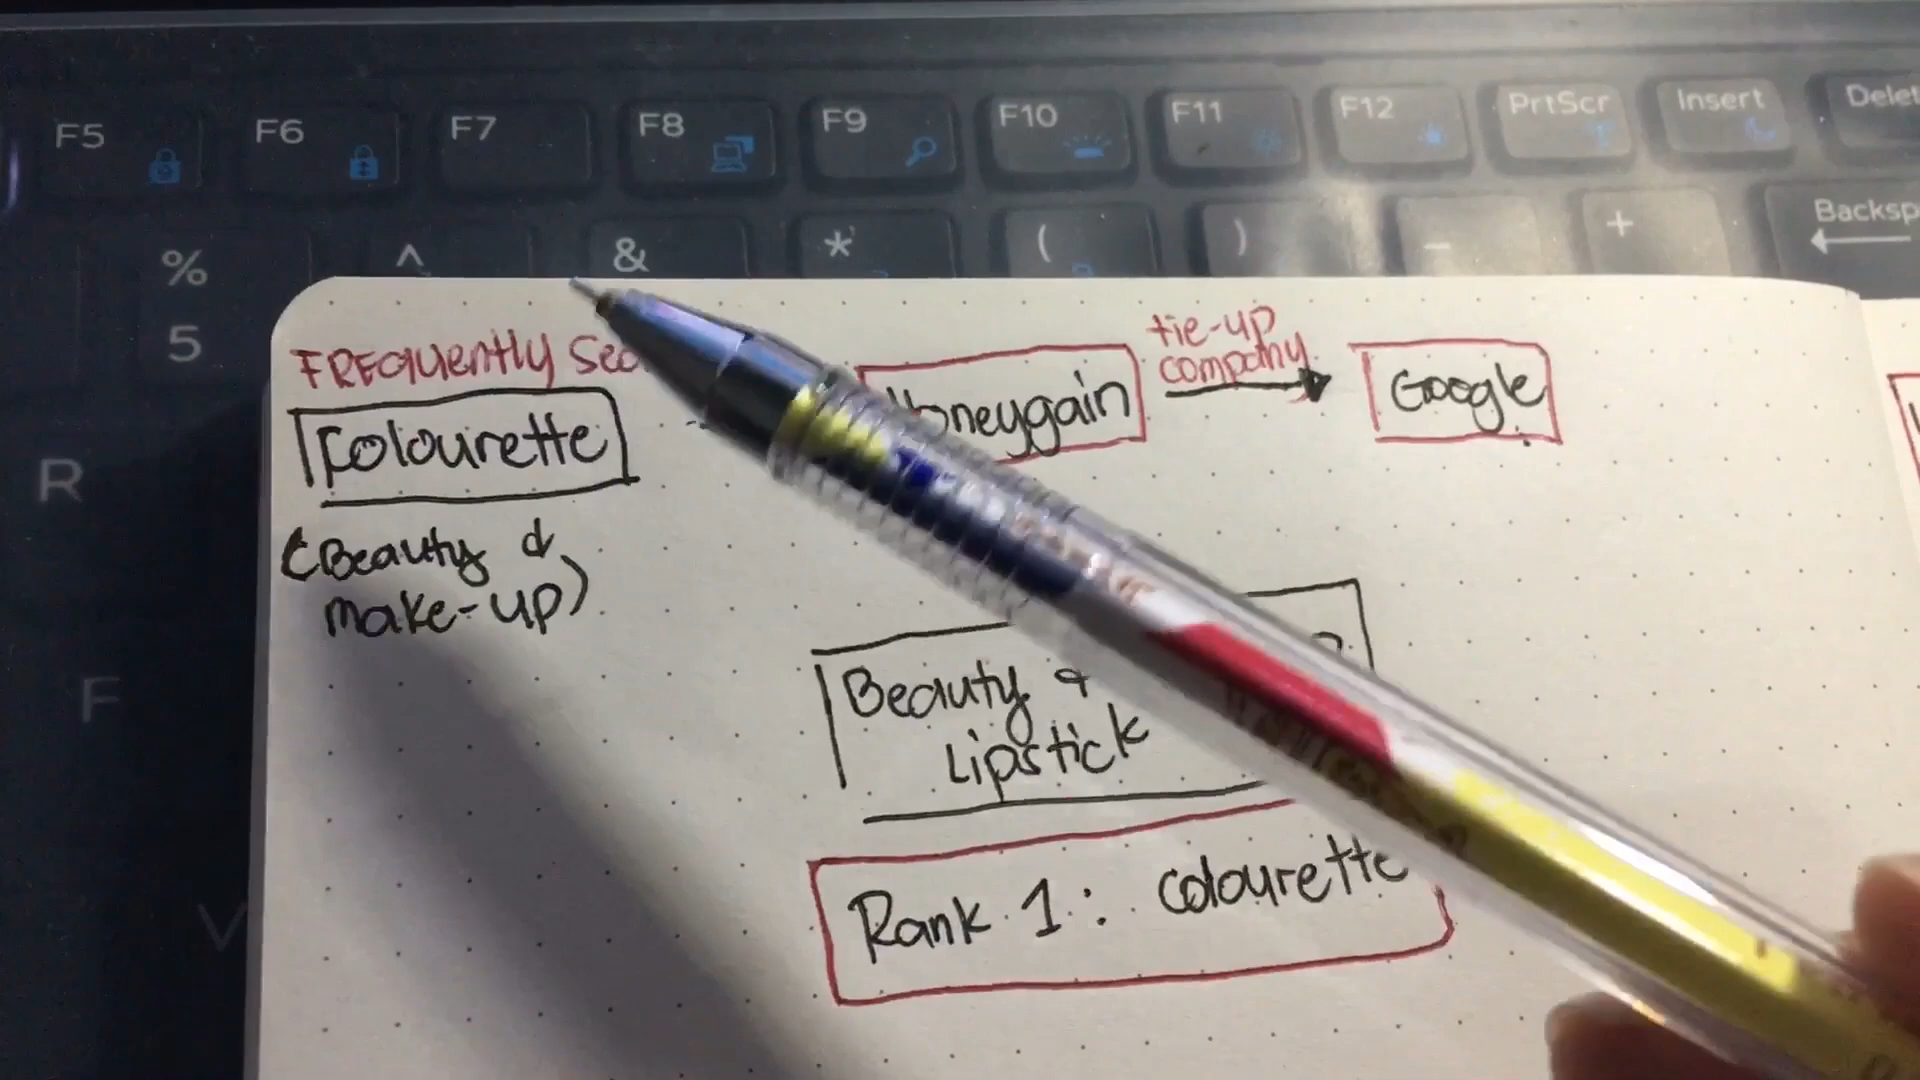 F5 F6 F7 F8 F9 F10 F11 F12 PrtScr Insert
% ^ & * ( ) - + Backsp
5
R
F
V
FREquently
Colourette
(Beauty &
make-up)
Honeygain
tie-up
company
Google
Beauty &
Lipstick
Rank 1: colourette